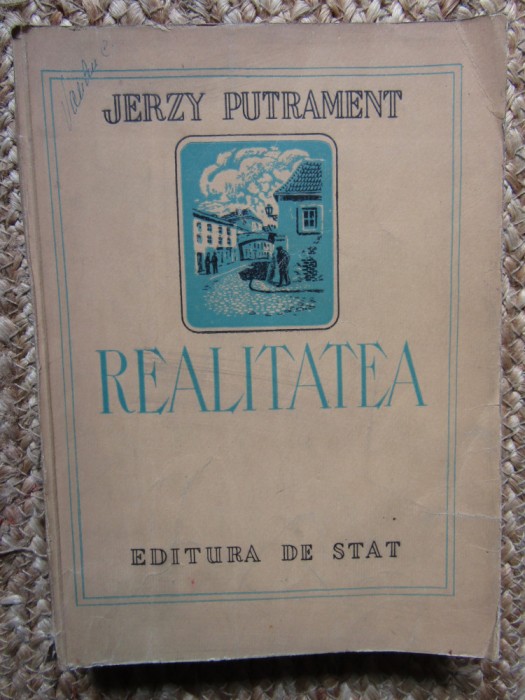 JERZY PUTRAMENT
REALITATEA
EDITURA DE STAT